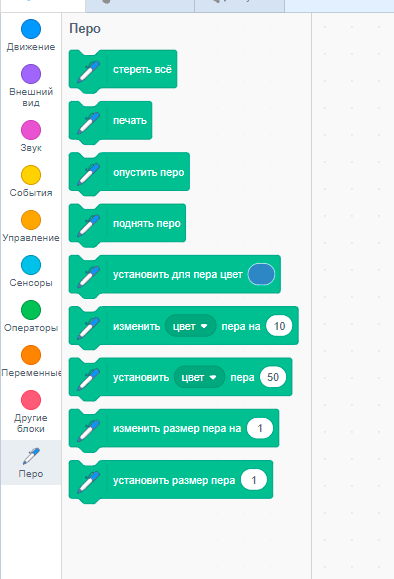 Перо
Движение
Внешний
вид
Звук
События
Управление
Сенсоры
Операторы
Переменные
Другие
блоки
Перо
стереть всё
печать
опустить перо
поднять перо
установить для пера цвет
изменить цвет пера на 10
установить цвет пера 50
изменить размер пера на 1
установить размер пера 1